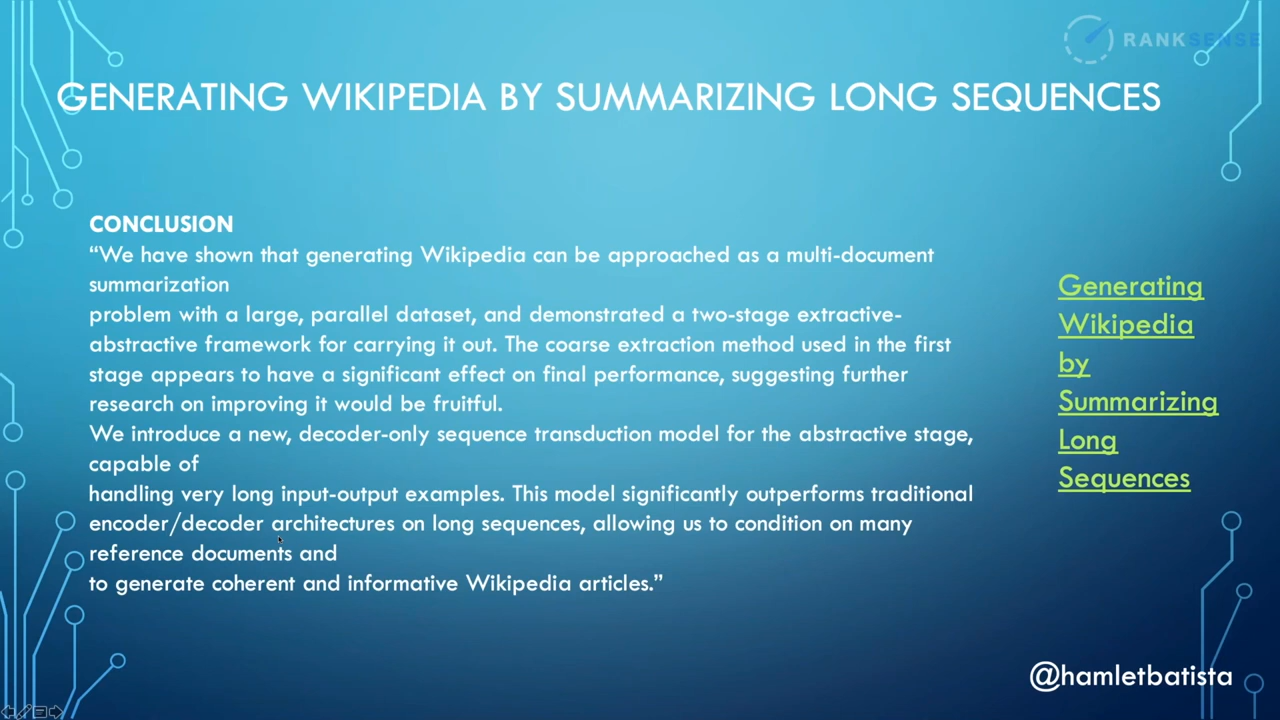 RANKSENSE
GENERATING WIKIPEDIA BY SUMMARIZING LONG SEQUENCES
CONCLUSION
“We have shown that generating Wikipedia can be approached as a multi-document
summarization
problem with a large, parallel dataset, and demonstrated a two-stage extractive-
abstractive framework for carrying it out. The coarse extraction method used in the first
stage appears to have a significant effect on final performance, suggesting further
research on improving it would be fruitful.
We introduce a new, decoder-only sequence transduction model for the abstractive stage,
capable of
handling very long input-output examples. This model significantly outperforms traditional
encoder/decoder architectures on long sequences, allowing us to condition on many
reference documents and
to generate coherent and informative Wikipedia articles.”
Generating
Wikipedia
by
Summarizing
Long
Sequences
@hamletbatista